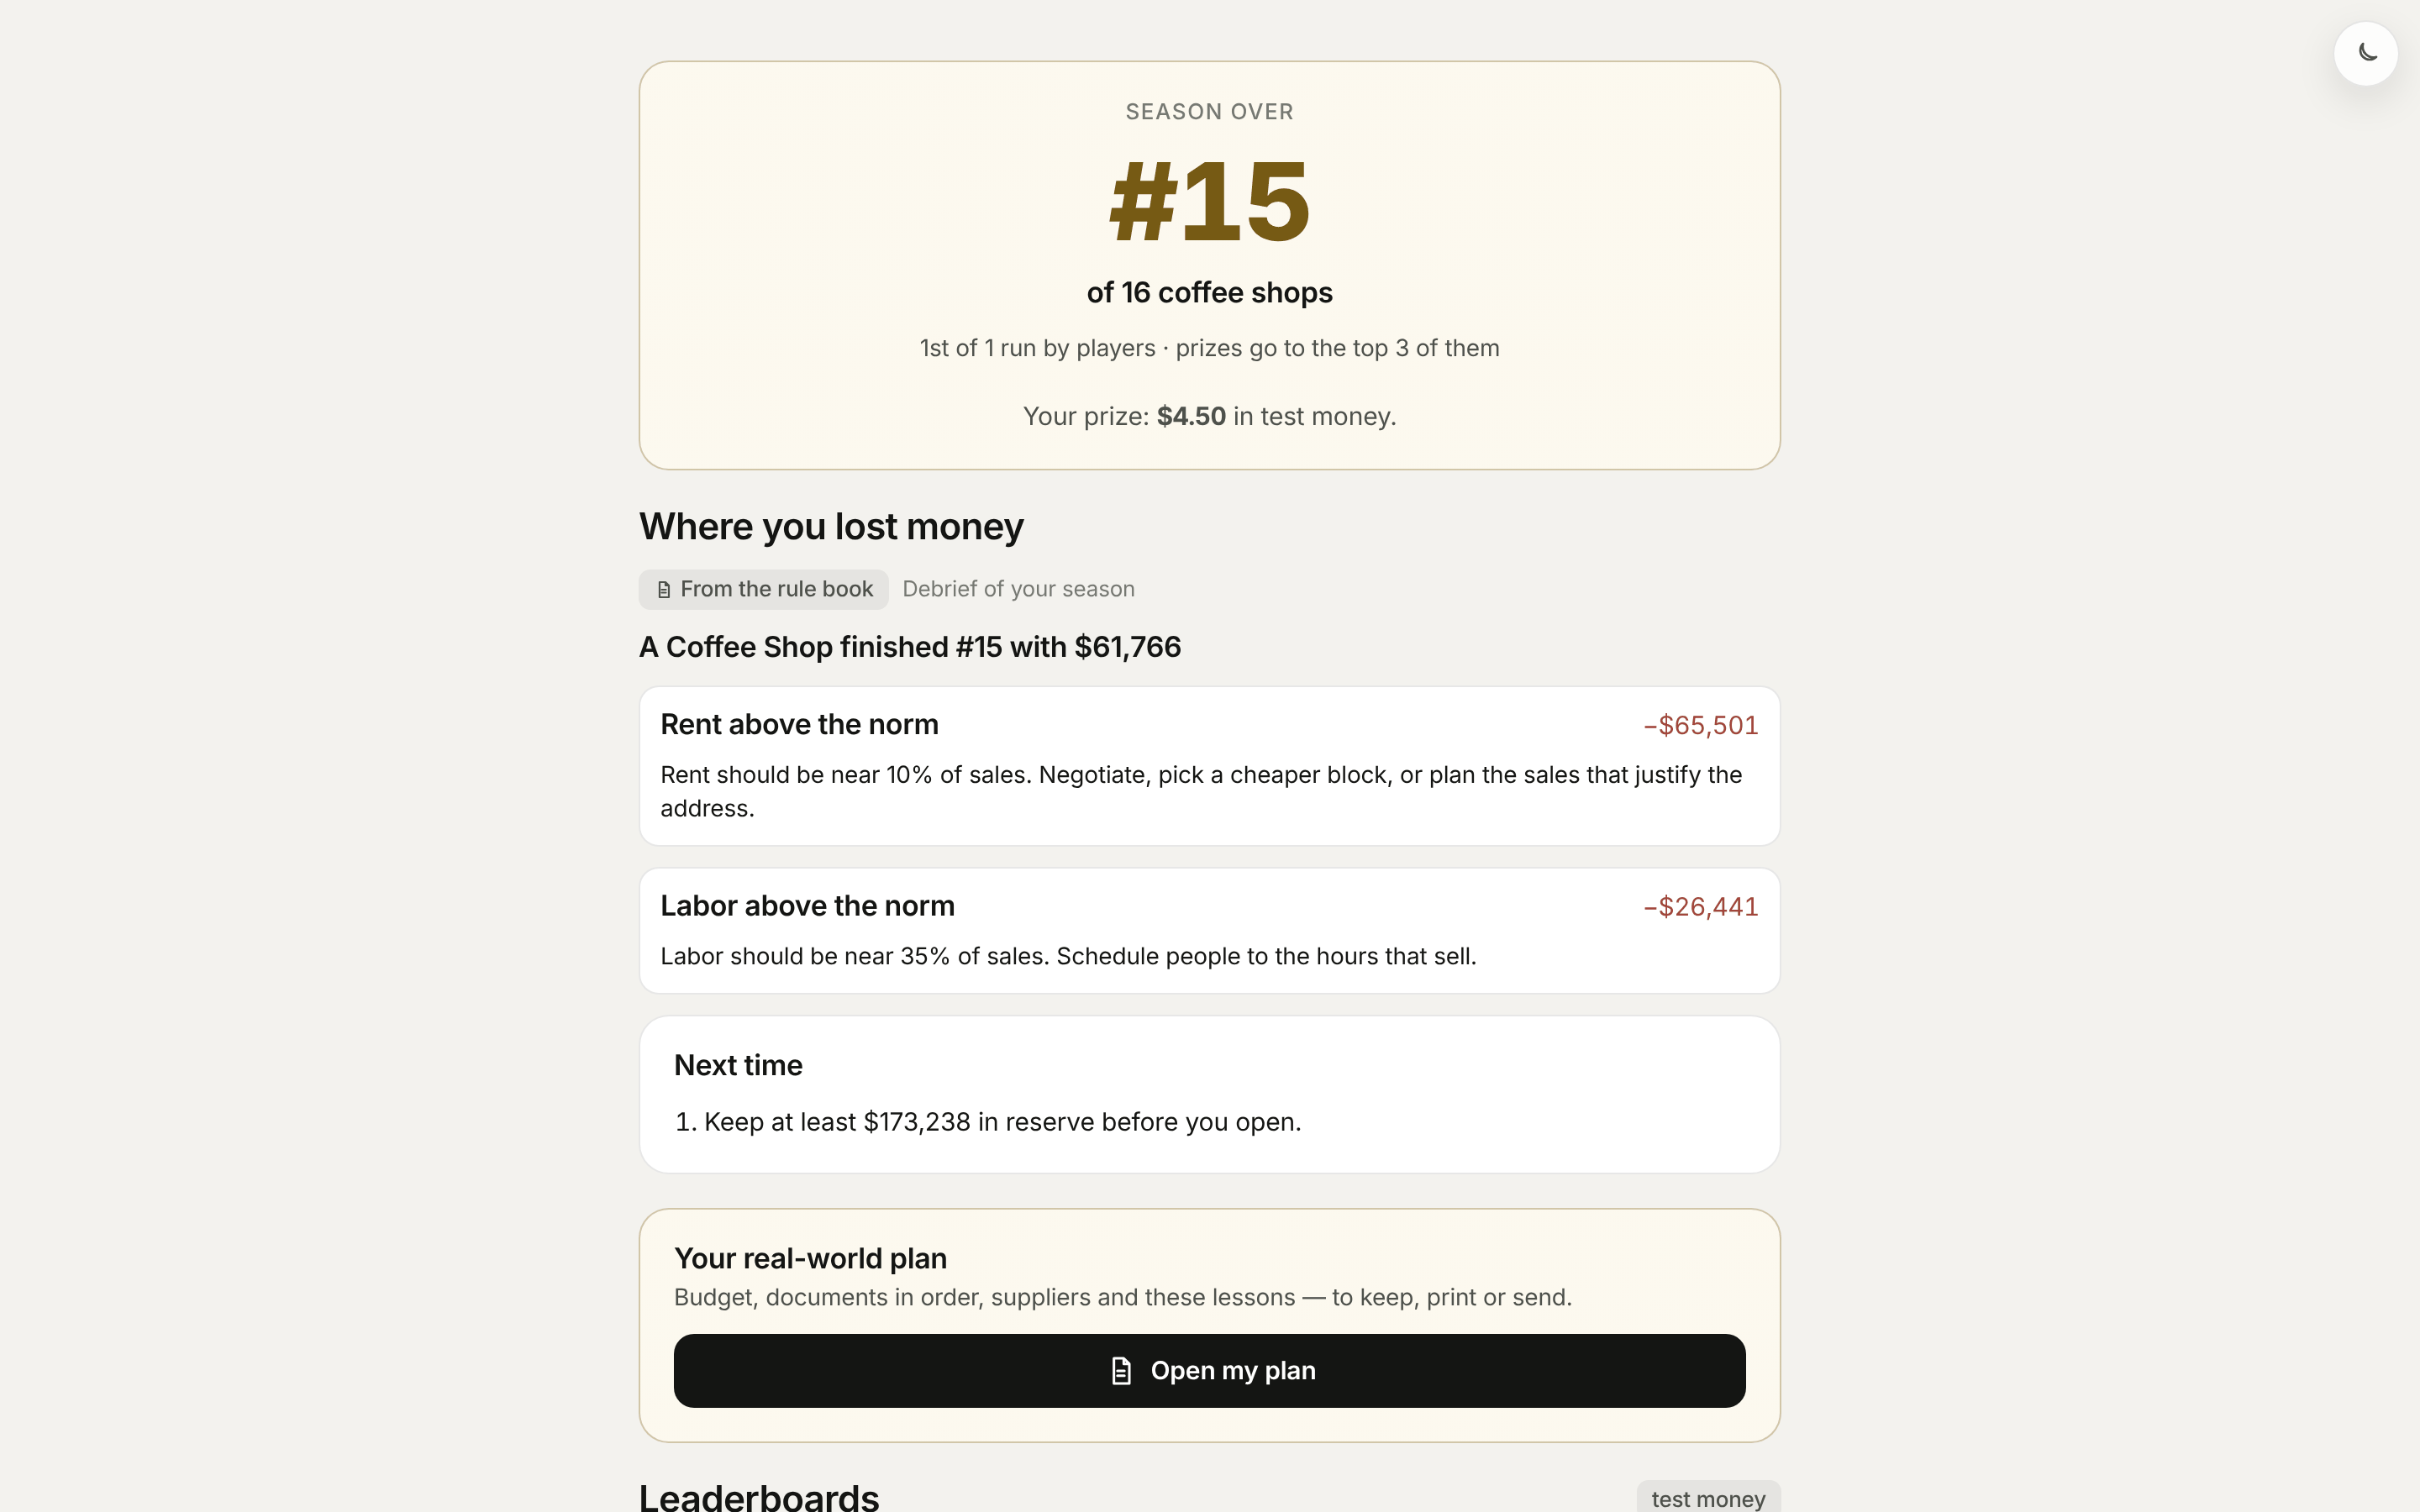 SEASON OVER
#15
of 16 coffee shops
1st of 1 run by players · prizes go to the top 3 of them
Your prize: $4.50 in test money.
Where you lost money
From the rule book Debrief of your season
A Coffee Shop finished #15 with $61,766
Rent above the norm −$65,501
Rent should be near 10% of sales. Negotiate, pick a cheaper block, or plan the sales that justify the
address.
Labor above the norm −$26,441
Labor should be near 35% of sales. Schedule people to the hours that sell.
Next time
1. Keep at least $173,238 in reserve before you open.
Your real-world plan
Budget, documents in order, suppliers and these lessons — to keep, print or send.
Open my plan
Leaderboards test money